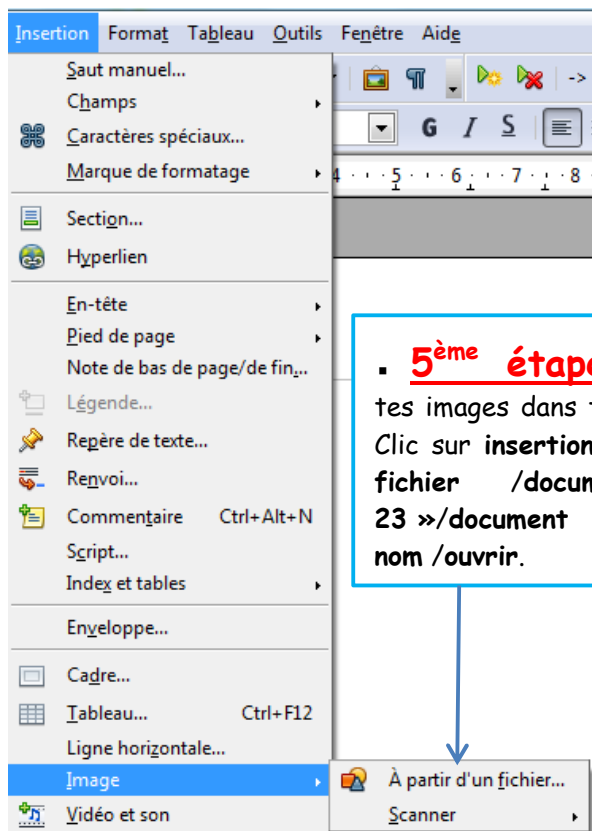 Insertion Format Tableau Outils Fenêtre Aide
Saut manuel...
Champs
Caractères spéciaux...
Marque de formatage
Section...
Hyperlien
En-tête
Pied de page
Note de bas de page/de fin...
Légende...
Repère de texte...
Renvoi...
Commentaire Ctrl+Alt+N
Script...
Index et tables
Enveloppe...
Cadre...
Tableau... Ctrl+F12
Ligne horizontale...
Image
Vidéo et son
À partir d'un fichier...
Scanner
->
G I S
4 5 6 7 8
▪ 5ème étape
tes images dans
Clic sur insertion
fichier /docum
23 »/document
nom /ouvrir.